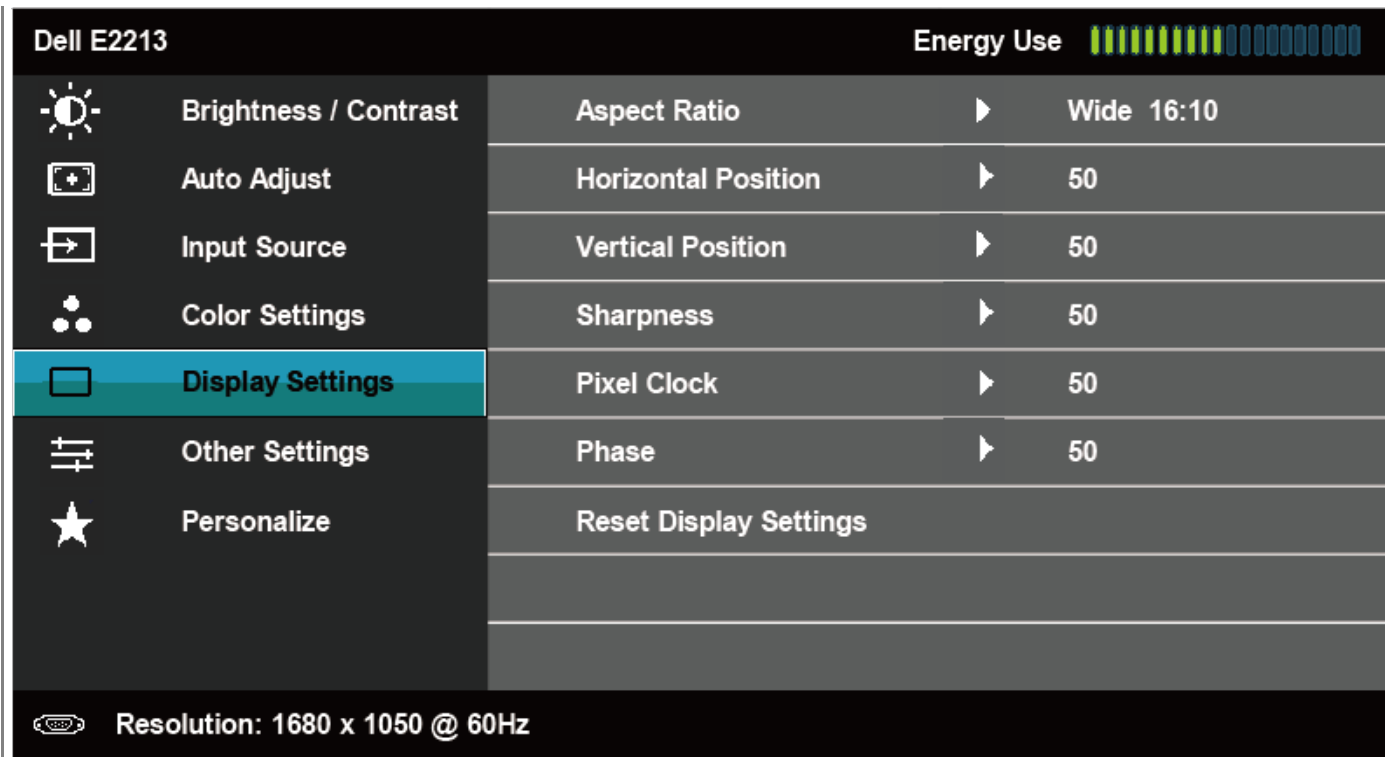 Dell E2213 Energy Use
Brightness / Contrast Aspect Ratio Wide 16:10
Auto Adjust Horizontal Position 50
Input Source Vertical Position 50
Color Settings Sharpness 50
Display Settings Pixel Clock 50
Other Settings Phase 50
Personalize Reset Display Settings
Resolution: 1680 x 1050 @ 60Hz